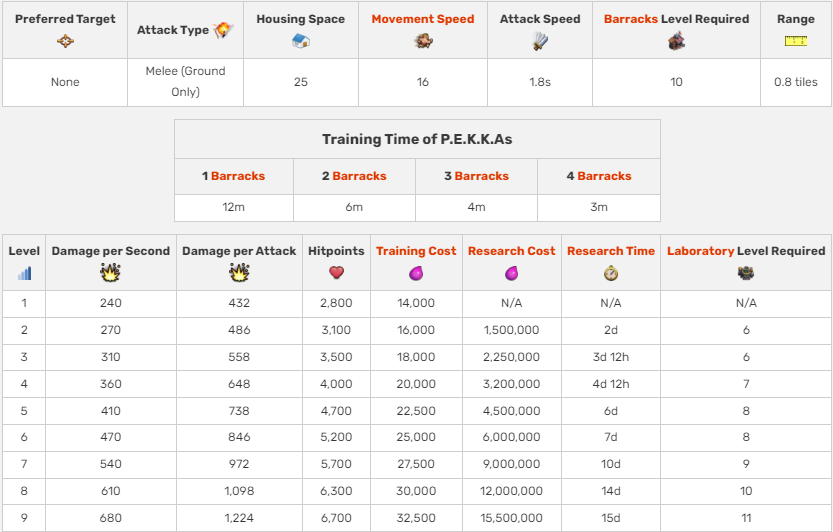 Preferred Target Attack Type Housing Space Movement Speed Attack Speed Barracks Level Required Range
None Melee (Ground Only) 25 16 1.8s 10 0.8 tiles
Training Time of P.E.K.K.As
1 Barracks 2 Barracks 3 Barracks 4 Barracks
12m 6m 4m 3m
Level Damage per Second Damage per Attack Hitpoints Training Cost Research Cost Research Time Laboratory Level Required
1 240 432 2,800 14,000 N/A N/A N/A
2 270 486 3,100 16,000 1,500,000 2d 6
3 310 558 3,500 18,000 2,250,000 3d 12h 6
4 360 648 4,000 20,000 3,200,000 4d 12h 7
5 410 738 4,700 22,500 4,500,000 6d 8
6 470 846 5,200 25,000 6,000,000 7d 8
7 540 972 5,700 27,500 9,000,000 10d 9
8 610 1,098 6,300 30,000 12,000,000 14d 10
9 680 1,224 6,700 32,500 15,500,000 15d 11